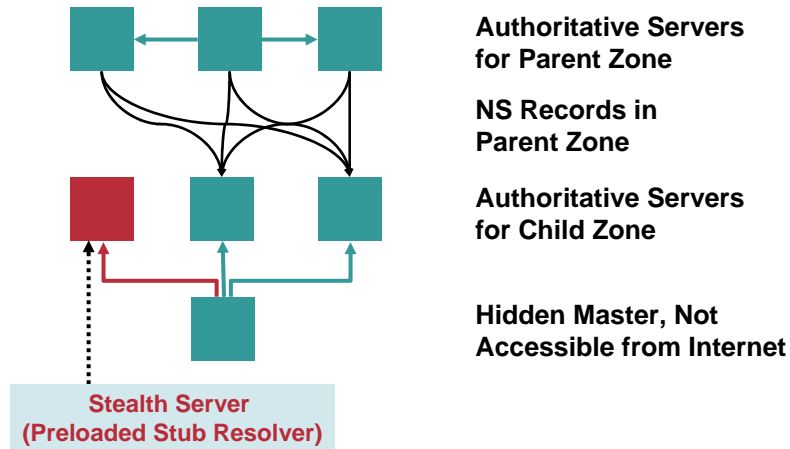 Authoritative Servers
for Parent Zone
NS Records in
Parent Zone
Authoritative Servers
for Child Zone
Hidden Master, Not
Accessible from Internet
Stealth Server
(Preloaded Stub Resolver)